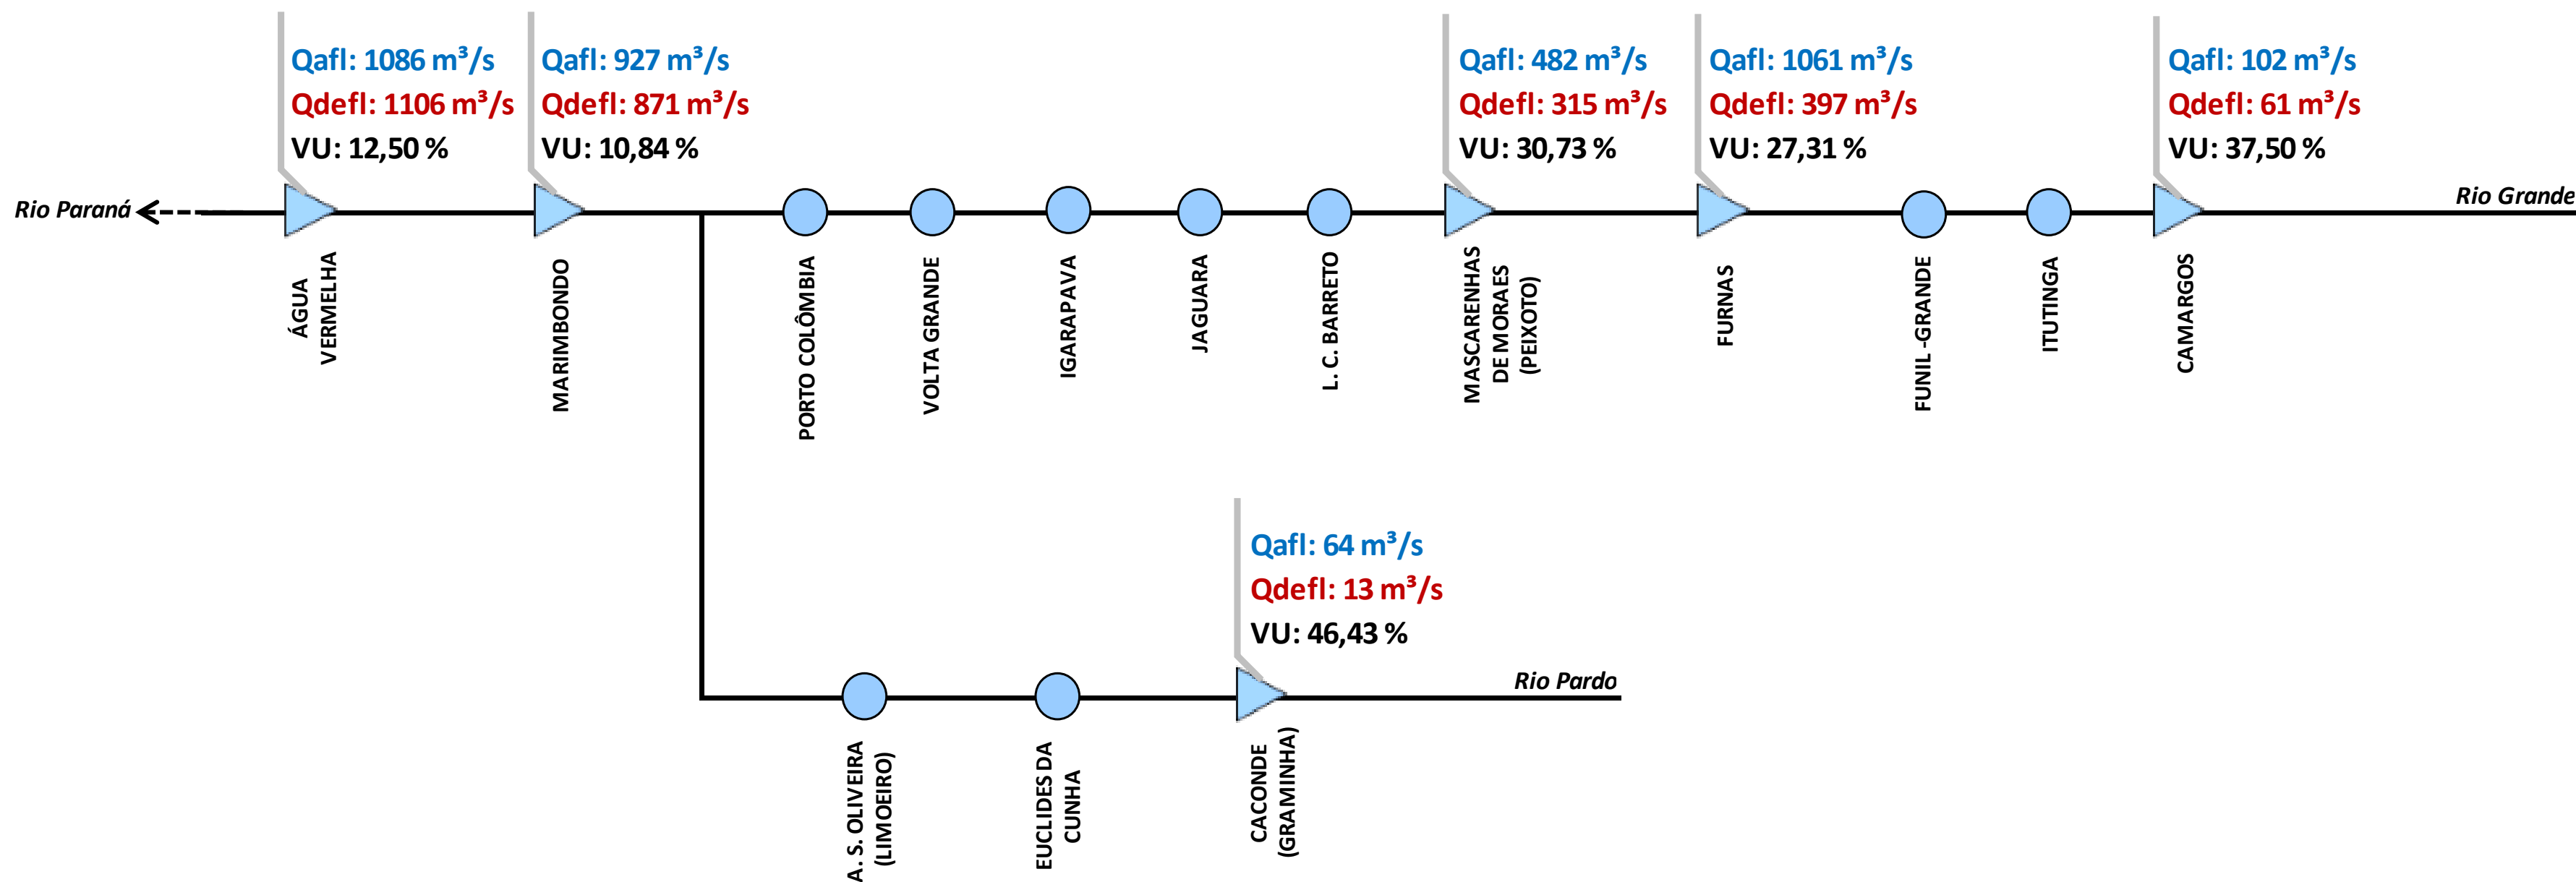 Qafl: 1086 m³/s
Qdefl: 1106 m³/s
VU: 12,50 %
Qafl: 927 m³/s
Qdefl: 871 m³/s
VU: 10,84 %
Qafl: 482 m³/s
Qdefl: 315 m³/s
VU: 30,73 %
Qafl: 1061 m³/s
Qdefl: 397 m³/s
VU: 27,31 %
Qafl: 102 m³/s
Qdefl: 61 m³/s
VU: 37,50 %
Rio Paraná
Rio Grande
ÁGUA
VERMELHA
MARIMBONDO
PORTO COLÔMBIA
VOLTA GRANDE
IGARAPAVA
JAGUARA
L. C. BARRETO
MASCARENHAS
DE MORAES
(PEIXOTO)
FURNAS
FUNIL -GRANDE
ITUTINGA
CAMARGOS
Qafl: 64 m³/s
Qdefl: 13 m³/s
VU: 46,43 %
Rio Pardo
A. S. OLIVEIRA
(LIMOEIRO)
EUCLIDES DA
CUNHA
CACONDE
(GRAMINHA)